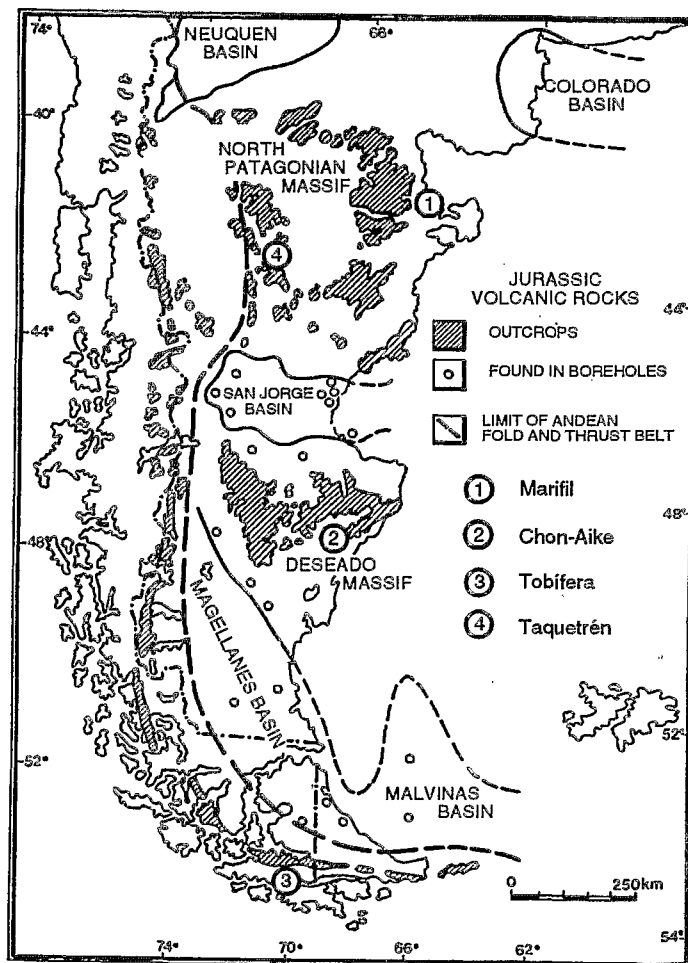 74°
66°
NEUQUEN
BASIN
COLORADO
BASIN
40°
NORTH
PATAGONIAN
MASSIF
1
4
JURASSIC
VOLCANIC ROCKS
44°
OUTCROPS
44°
FOUND IN BOREHOLES
SAN JORGE
BASIN
LIMIT OF ANDEAN
FOLD AND THRUST BELT
1 Marifil
48°
2 Chon-Aike
48°
2
DESEADO
MASSIF
3 Tobífera
4 Taquetrén
MAGELLANES BASIN
52°
52°
MALVINAS
BASIN
3
0 250km
54°
74° 70° 66° 62°